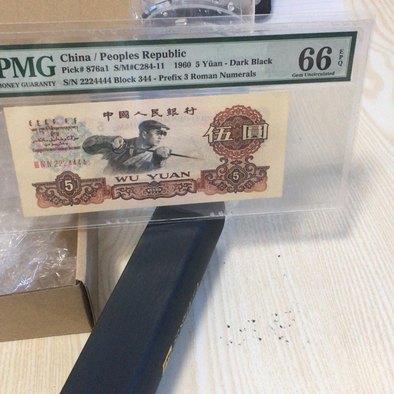 PMG China / Peoples Republic 66 EPQ
MONEY GUARANTY Pick# 876a1 S/M#C284-11 1960 5 Yüan - Dark Black Gem Uncirculated
S/N 2224444 Block 344 - Prefix 3 Roman Numerals
中國人民銀行
伍圓
2224444
5 WU YUAN 5